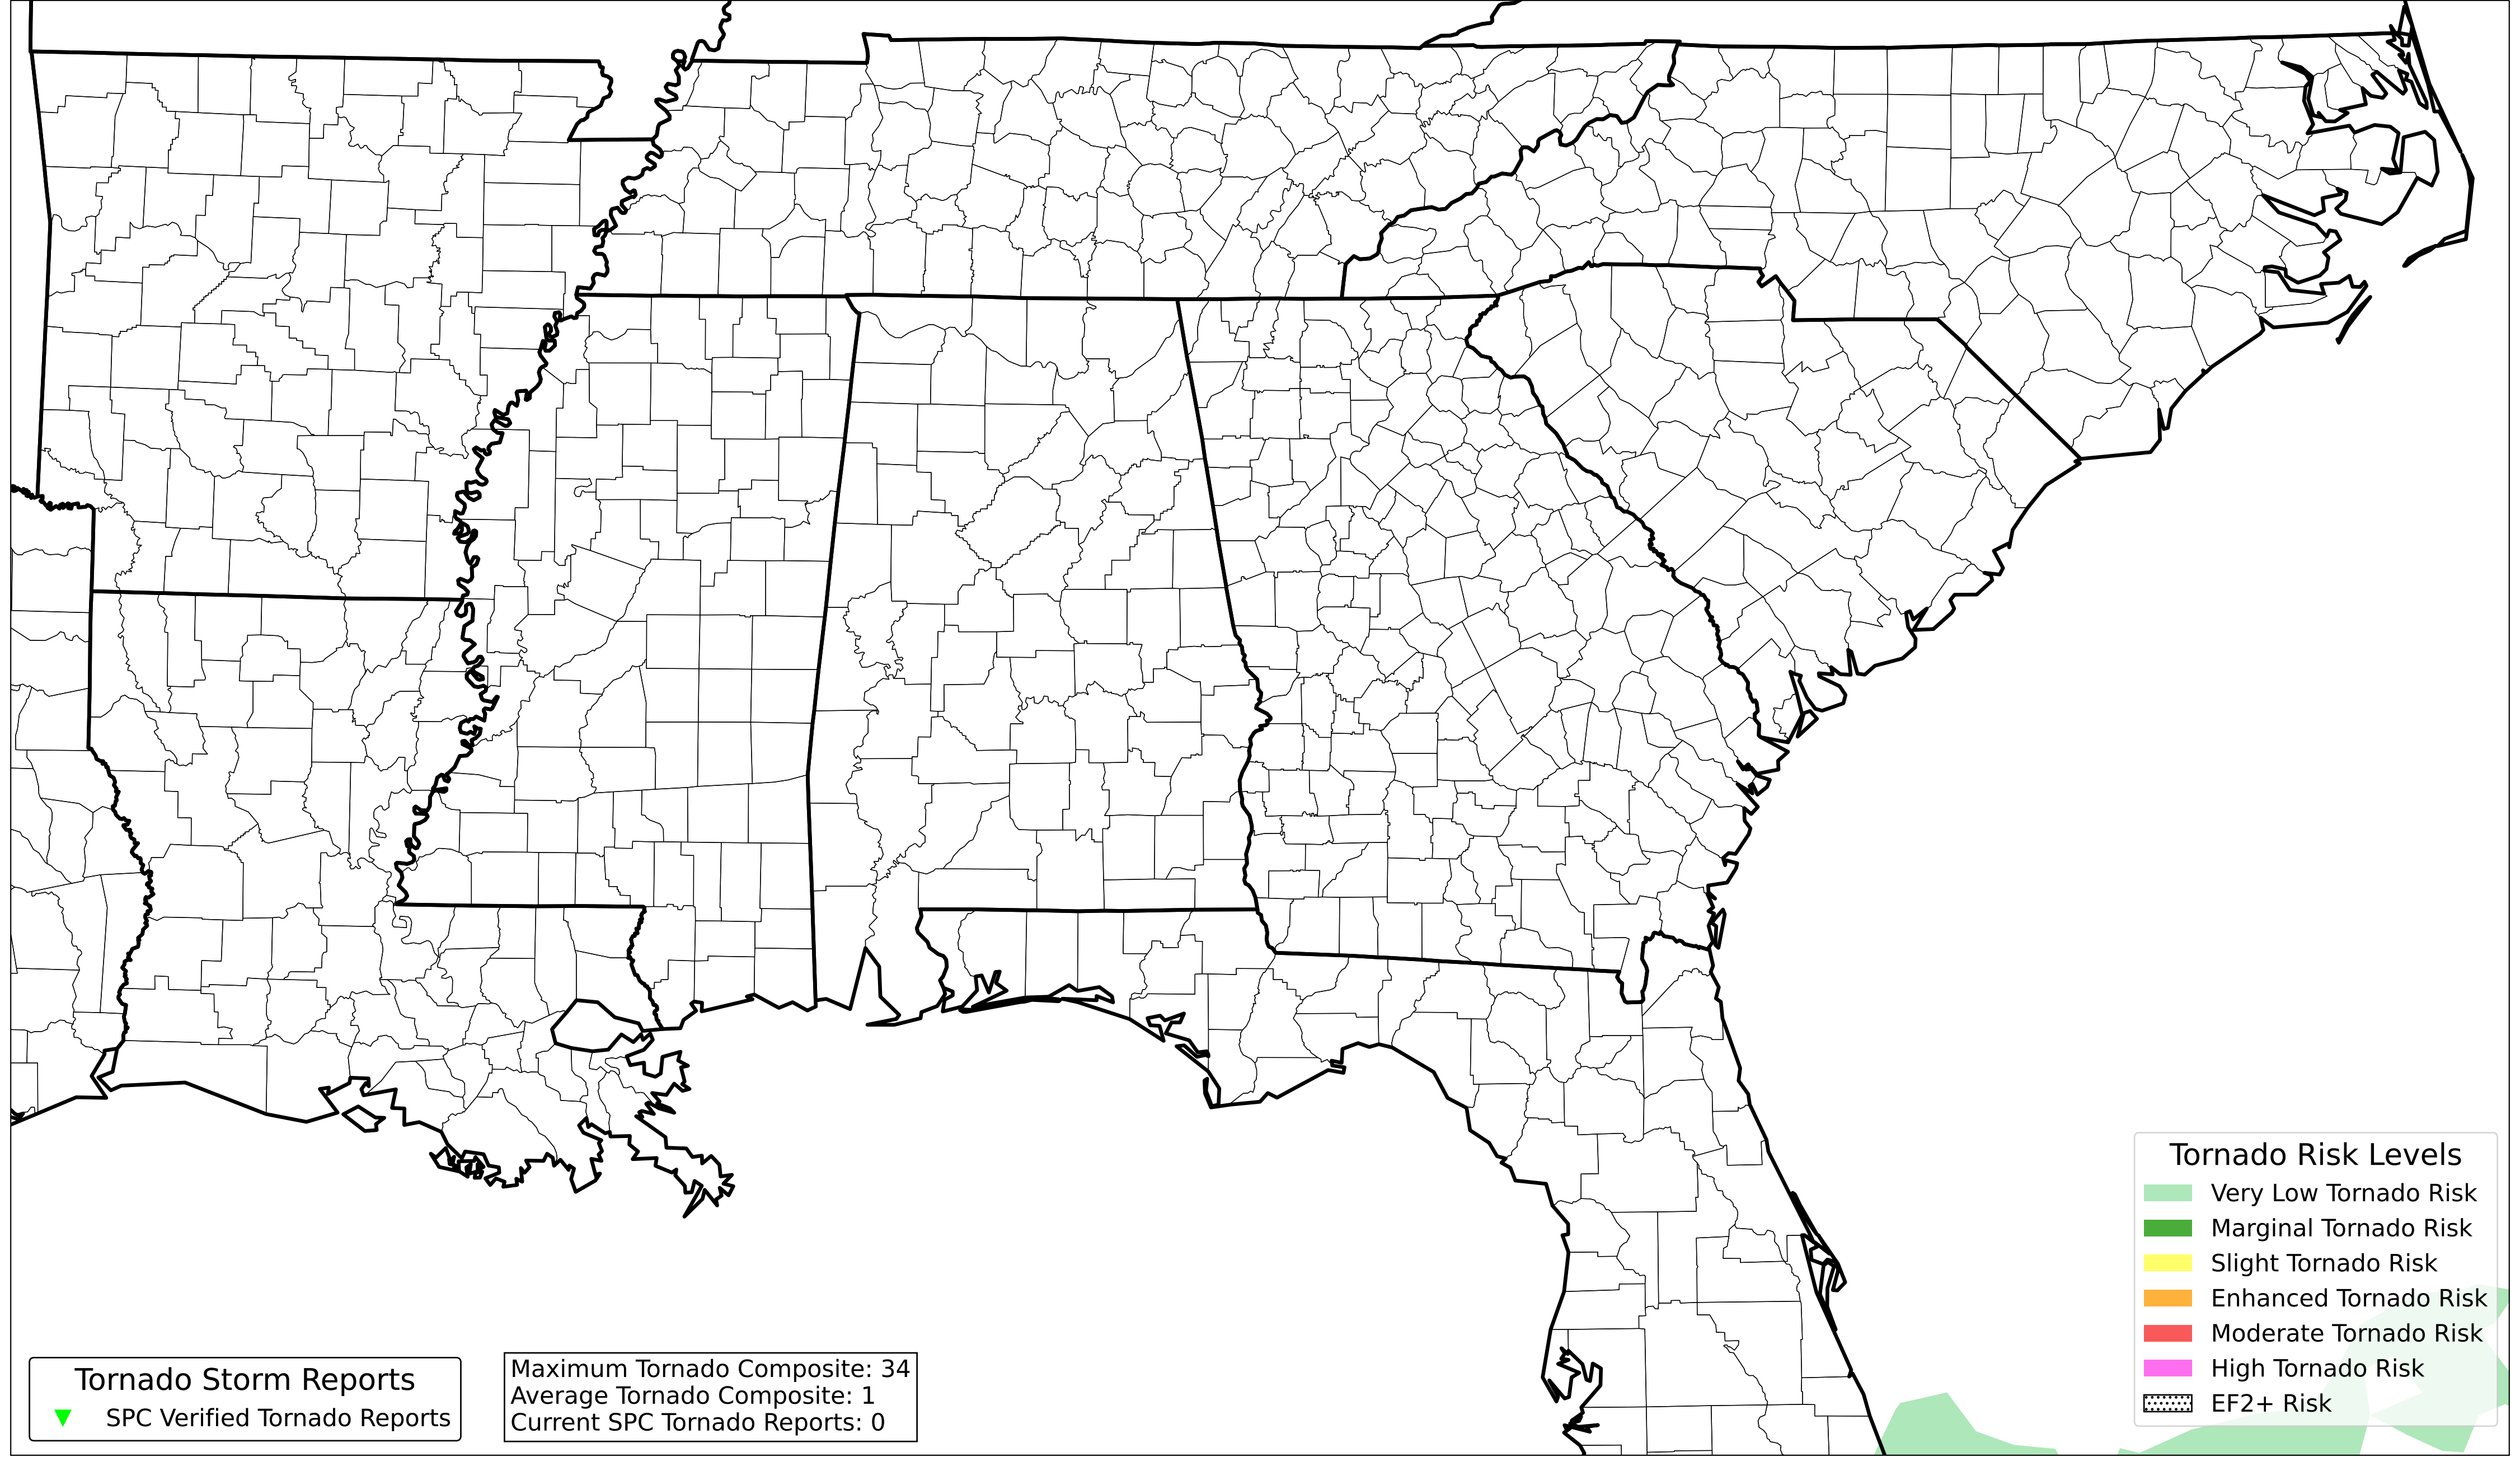 Tornado Risk Levels
Very Low Tornado Risk
Marginal Tornado Risk
Slight Tornado Risk
Enhanced Tornado Risk
Moderate Tornado Risk
High Tornado Risk
EF2+ Risk
Tornado Storm Reports
SPC Verified Tornado Reports
Maximum Tornado Composite: 34
Average Tornado Composite: 1
Current SPC Tornado Reports: 0